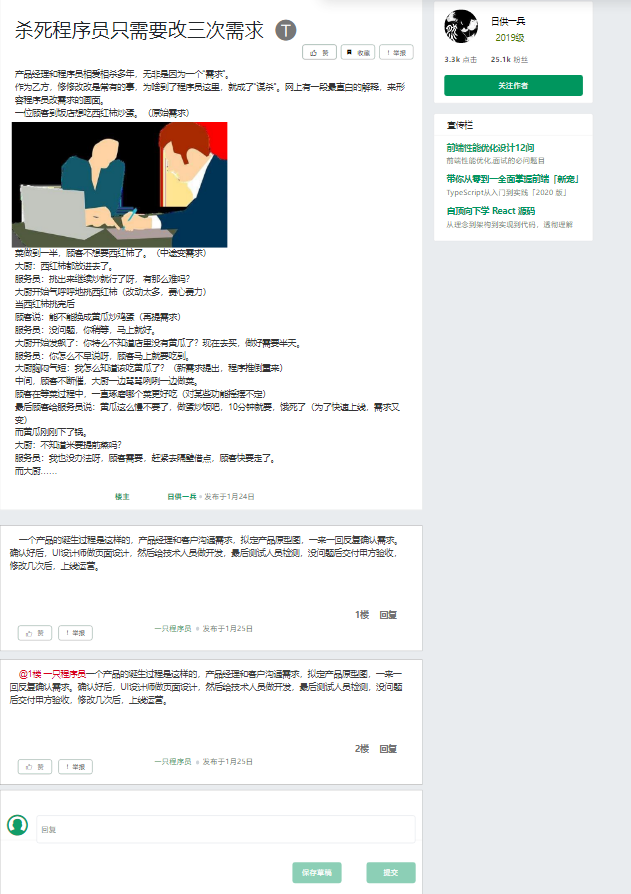 杀死程序员只需要改三次需求 T
赞 收藏 ! 举报
产品经理和程序员相爱相杀多年，无非是因为一个"需求"。
作为乙方，修修改改是常有的事，为啥到了程序员这里，就成了"谋杀"。网上有一段最直白的解释，来形
容程序员改需求的画面。
一位顾客到饭店想吃西红柿炒蛋。（原始需求）
菜做到一半，顾客不想要西红柿了。（中途变需求）
大厨：西红柿都放进去了。
服务员：挑出来继续炒就行了呀，有那么难吗？
大厨开始气呼呼地挑西红柿（改动太多，费心费力）
当西红柿挑完后
顾客说：能不能换成黄瓜炒鸡蛋（再提需求）
服务员：没问题，你稍等，马上就好。
大厨开始发飙了：你特么不知道店里没有黄瓜了？现在去买，做好需要半天。
服务员：你怎么不早说呀，顾客马上就要吃到。
大厨胸闷气短：我怎么知道该吃黄瓜了？（新需求提出，程序推倒重来）
中间，顾客不断催，大厨一边骂骂咧咧一边做菜。
顾客在等菜过程中，一直琢磨哪个菜更好吃（对某些功能摇摆不定）
最后顾客给服务员说：黄瓜这么慢不要了，做蛋炒饭吧，10分钟就要，饿死了（为了快速上线，需求又
变）
而黄瓜刚刚下了锅。
大厨：不知道米要提前蒸吗？
服务员：我也没办法呀，顾客需要，赶紧去隔壁借点，顾客快要走了。
而大厨……
楼主 日供一兵 发布于1月24日
一个产品的诞生过程是这样的，产品经理和客户沟通需求，拟定产品原型图，一来一回反复确认需求。
确认好后，UI设计师做页面设计，然后给技术人员做开发，最后测试人员检测，没问题后交付甲方验收，
修改几次后，上线运营。
1楼 回复
赞 ! 举报 一只程序员 发布于1月25日
@1楼 一只程序员一个产品的诞生过程是这样的，产品经理和客户沟通需求，拟定产品原型图，一来一
回反复确认需求。确认好后，UI设计师做页面设计，然后给技术人员做开发，最后测试人员检测，没问题
后交付甲方验收，修改几次后，上线运营。
2楼 回复
赞 ! 举报 一只程序员 发布于1月25日
回复
保存草稿 提交
日供一兵
2019级
3.3k 点击 25.1k 粉丝
关注作者
宣传栏
前端性能优化设计12问
前端性能优化,面试的必问题目
带你从零到一全面掌握前端「新宠」
TypeScript从入门到实践「2020 版」
自顶向下学 React 源码
从理念到架构到实现到代码，透彻理解